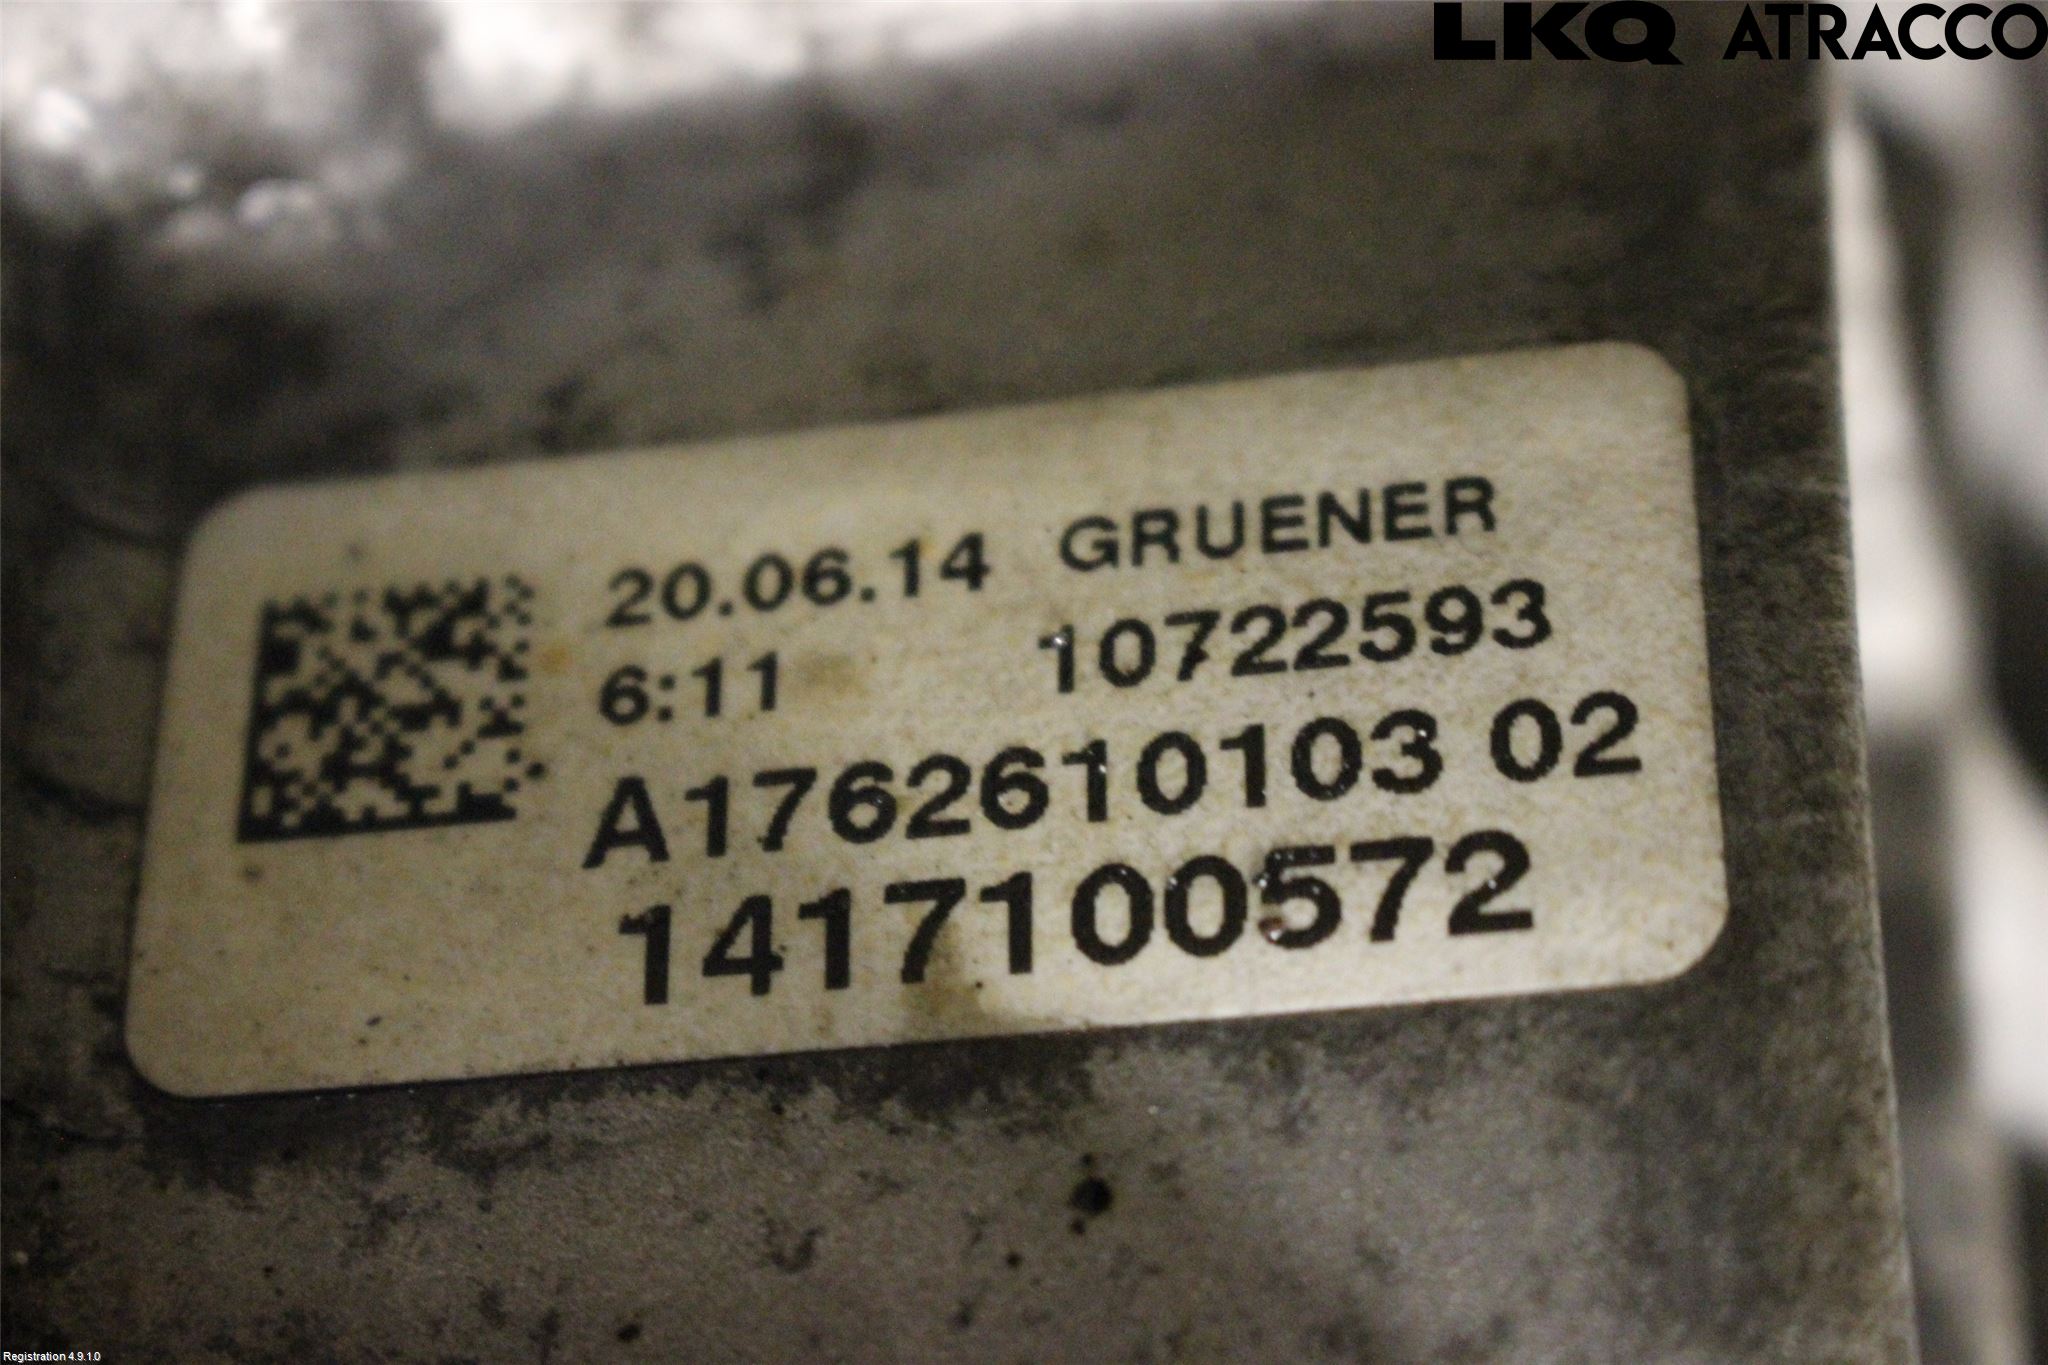 LKQ ATRACCO
20.06.14 GRUENER
6:11 10722593
A1762610103 02
1417100572
Registration 4.9.1.0